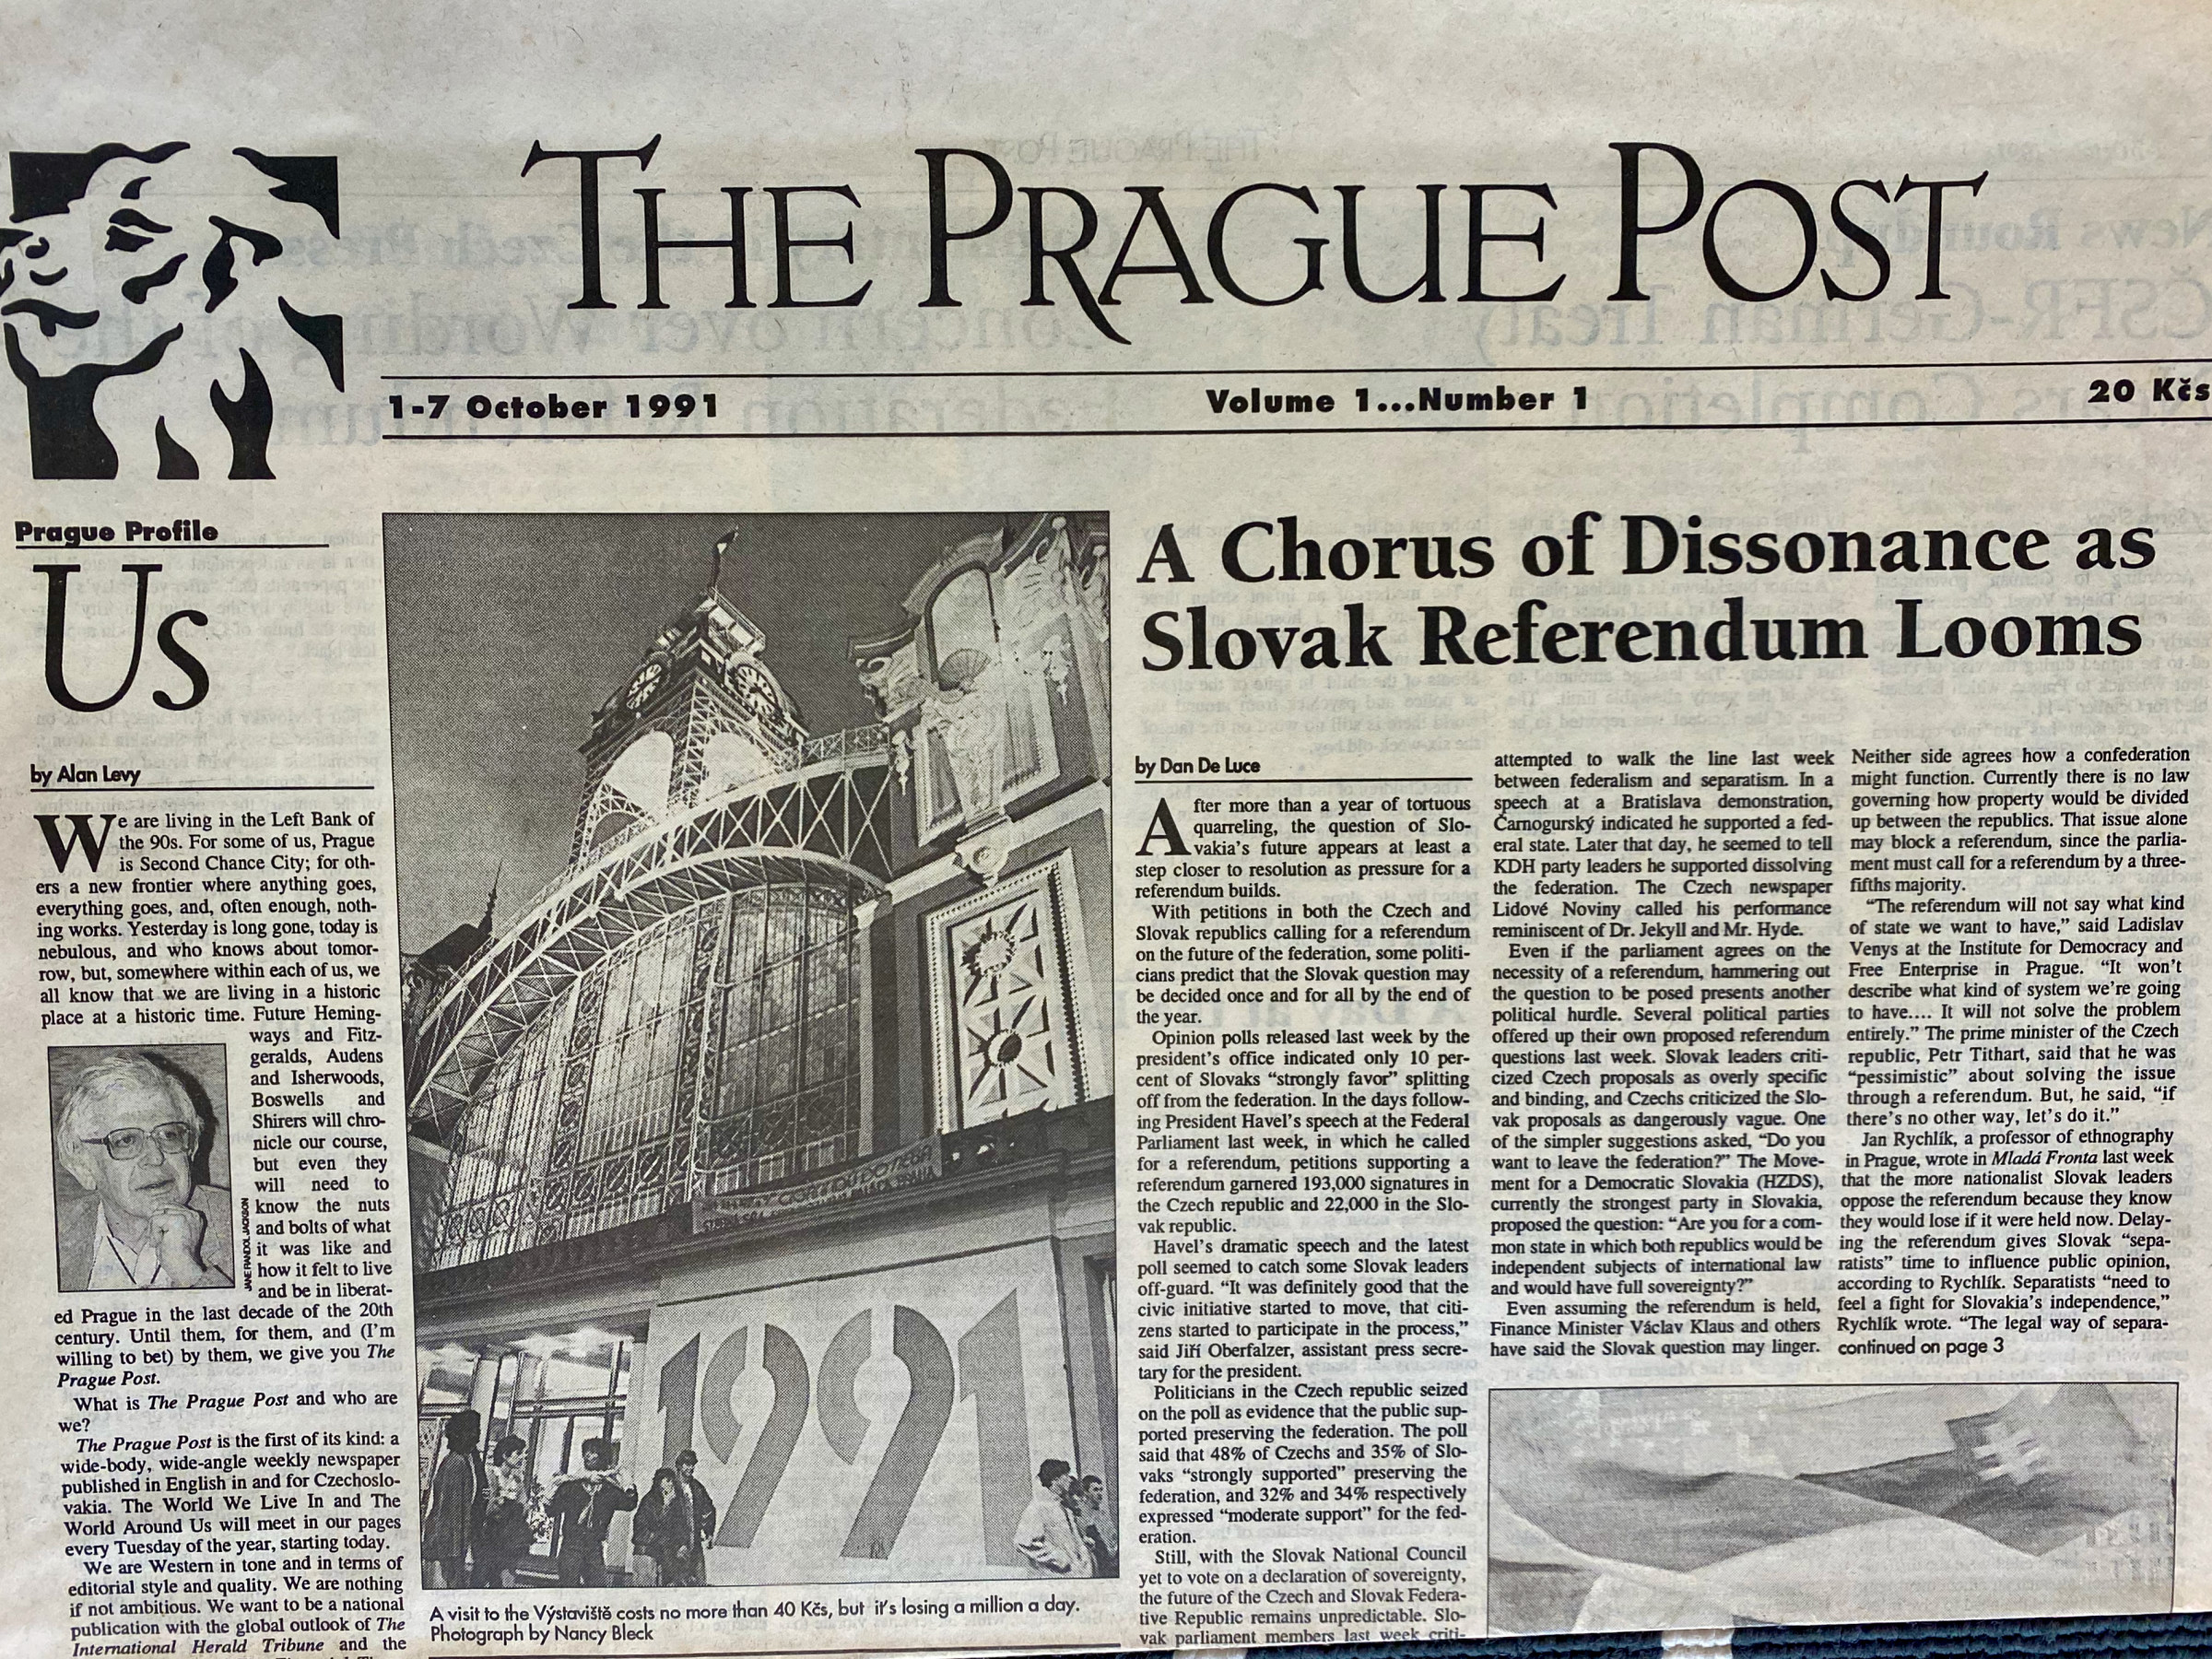 THE PRAGUE POST
1-7 October 1991
Volume 1...Number 1
20 Kčs
Prague Profile
Us
by Alan Levy
We are living in the Left Bank of
the 90s. For some of us, Prague
is Second Chance City; for oth-
ers a new frontier where anything goes,
everything goes, and, often enough, noth-
ing works. Yesterday is long gone, today is
nebulous, and who knows about tomor-
row, but, somewhere within each of us, we
all know that we are living in a historic
place at a historic time. Future Heming-
ways and Fitz-
geralds, Audens
and Isherwoods,
Boswells and
Shirers will chro-
nicle our course,
but even they
will need to
know the nuts
and bolts of what
it was like and
how it felt to live
and be in liberat-
JANE RANDOL JACKSON
ed Prague in the last decade of the 20th
century. Until them, for them, and (I'm
willing to bet) by them, we give you The
Prague Post.
What is The Prague Post and who are
we?
The Prague Post is the first of its kind: a
wide-body, wide-angle weekly newspaper
published in English in and for Czechoslo-
vakia. The World We Live In and The
World Around Us will meet in our pages
every Tuesday of the year, starting today.
We are Western in tone and in terms of
editorial style and quality. We are nothing
if not ambitious. We want to be a national
publication with the global outlook of The
International Herald Tribune and the
1991
A visit to the Výstaviště costs no more than 40 Kčs, but it's losing a million a day.
Photograph by Nancy Bleck
A Chorus of Dissonance as
Slovak Referendum Looms
by Dan De Luce
After more than a year of tortuous
quarreling, the question of Slo-
vakia's future appears at least a
step closer to resolution as pressure for a
referendum builds.
With petitions in both the Czech and
Slovak republics calling for a referendum
on the future of the federation, some politi-
cians predict that the Slovak question may
be decided once and for all by the end of
the year.
Opinion polls released last week by the
president's office indicated only 10 per-
cent of Slovaks “strongly favor” splitting
off from the federation. In the days follow-
ing President Havel's speech at the Federal
Parliament last week, in which he called
for a referendum, petitions supporting a
referendum garnered 193,000 signatures in
the Czech republic and 22,000 in the Slo-
vak republic.
Havel's dramatic speech and the latest
poll seemed to catch some Slovak leaders
off-guard. “It was definitely good that the
civic initiative started to move, that citi-
zens started to participate in the process,”
said Jiří Oberfalzer, assistant press secre-
tary for the president.
Politicians in the Czech republic seized
on the poll as evidence that the public sup-
ported preserving the federation. The poll
said that 48% of Czechs and 35% of Slo-
vaks “strongly supported” preserving the
federation, and 32% and 34% respectively
expressed “moderate support” for the fed-
eration.
Still, with the Slovak National Council
yet to vote on a declaration of sovereignty,
the future of the Czech and Slovak Federa-
tive Republic remains unpredictable. Slo-
vak parliament members last week criti-
attempted to walk the line last week
between federalism and separatism. In a
speech at a Bratislava demonstration,
Čarnogurský indicated he supported a fed-
eral state. Later that day, he seemed to tell
KDH party leaders he supported dissolving
the federation. The Czech newspaper
Lidové Noviny called his performance
reminiscent of Dr. Jekyll and Mr. Hyde.
Even if the parliament agrees on the
necessity of a referendum, hammering out
the question to be posed presents another
political hurdle. Several political parties
offered up their own proposed referendum
questions last week. Slovak leaders criti-
cized Czech proposals as overly specific
and binding, and Czechs criticized the Slo-
vak proposals as dangerously vague. One
of the simpler suggestions asked, “Do you
want to leave the federation?” The Move-
ment for a Democratic Slovakia (HZDS),
currently the strongest party in Slovakia,
proposed the question: “Are you for a com-
mon state in which both republics would be
independent subjects of international law
and would have full sovereignty?”
Even assuming the referendum is held,
Finance Minister Václav Klaus and others
have said the Slovak question may linger.
Neither side agrees how a confederation
might function. Currently there is no law
governing how property would be divided
up between the republics. That issue alone
may block a referendum, since the parlia-
ment must call for a referendum by a three-
fifths majority.
“The referendum will not say what kind
of state we want to have,” said Ladislav
Venys at the Institute for Democracy and
Free Enterprise in Prague. “It won't
describe what kind of system we're going
to have.... It will not solve the problem
entirely.” The prime minister of the Czech
republic, Petr Tithart, said that he was
“pessimistic” about solving the issue
through a referendum. But, he said, “if
there's no other way, let's do it.”
Jan Rychlík, a professor of ethnography
in Prague, wrote in Mladá Fronta last week
that the more nationalist Slovak leaders
oppose the referendum because they know
they would lose if it were held now. Delay-
ing the referendum gives Slovak “sepa-
ratists” time to influence public opinion,
according to Rychlík. Separatists “need to
feel a fight for Slovakia's independence,”
Rychlík wrote. “The legal way of separa-
continued on page 3